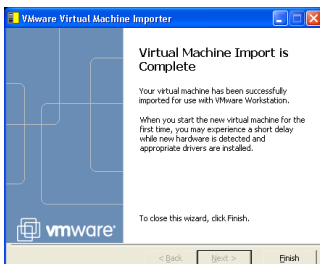 VMware Virtual Machine Importer
Virtual Machine Import is
Complete
Your virtual machine has been successfully
imported for use with VMware Workstation.
When you start the new virtual machine for the
first time, you may experience a short delay
while new hardware is detected and
appropriate drivers are installed.
To close this wizard, click Finish.
vmware®
< Back Next > Finish